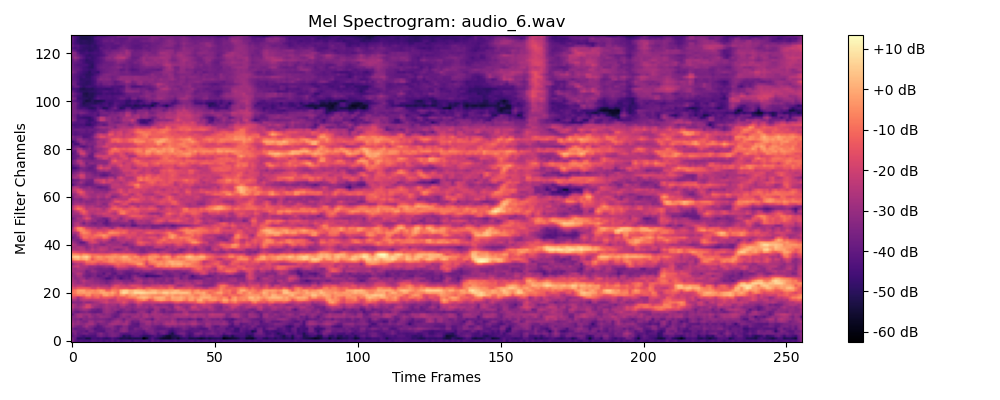 Mel Spectrogram: audio_6.wav
Mel Filter Channels
120
100
80
60
40
20
0
0 50 100 150 200 250
Time Frames
+10 dB
+0 dB
-10 dB
-20 dB
-30 dB
-40 dB
-50 dB
-60 dB